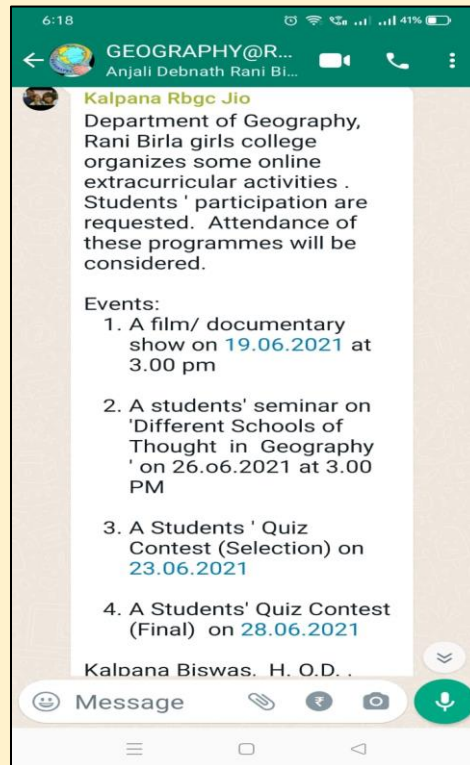 6:18 41%
GEOGRAPHY@R...
Anjali Debnath Rani Bi...
Kalpana Rbgc Jio
Department of Geography,
Rani Birla girls college
organizes some online
extracurricular activities .
Students ' participation are
requested. Attendance of
these programmes will be
considered.
Events:
1. A film/ documentary
show on 19.06.2021 at
3.00 pm
2. A students' seminar on
'Different Schools of
Thought in Geography
' on 26.o6.2021 at 3.00
PM
3. A Students ' Quiz
Contest (Selection) on
23.06.2021
4. A Students' Quiz Contest
(Final) on 28.06.2021
Kalpana Biswas, H. O.D. ,
Message